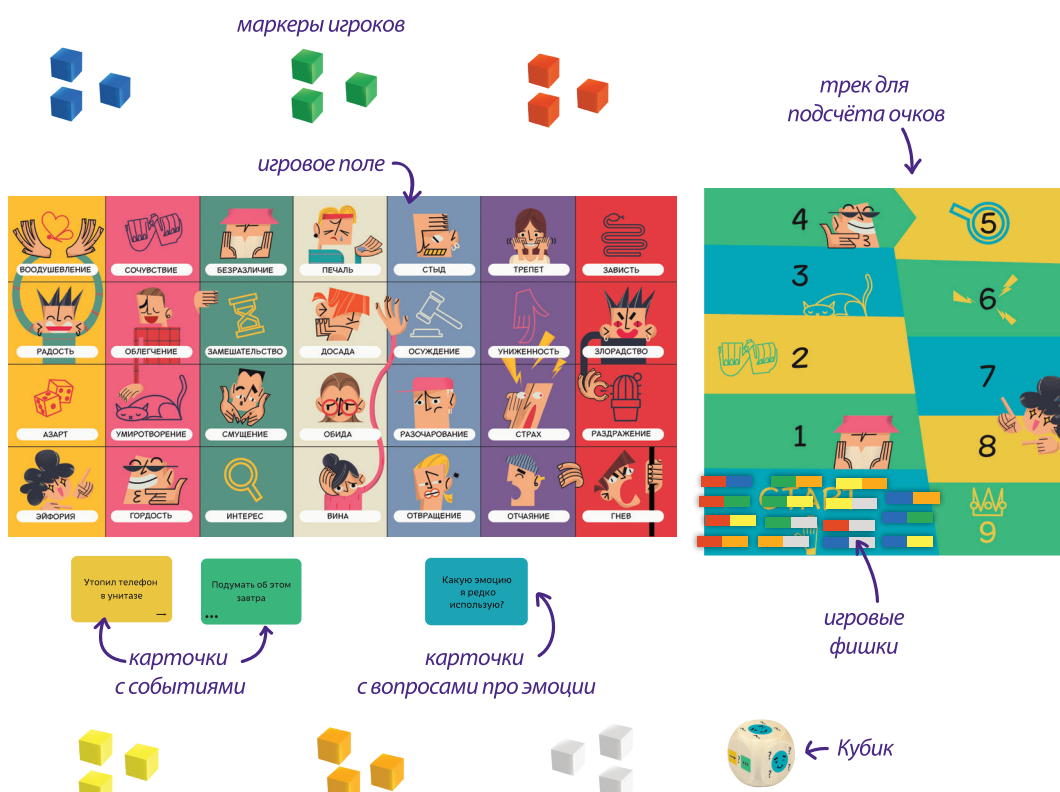 маркеры игроков
трек для
подсчёта очков
игровое поле
ВООДУШЕВЛЕНИЕ
СОЧУВСТВИЕ
БЕЗРАЗЛИЧИЕ
ПЕЧАЛЬ
СТЫД
ТРЕПЕТ
ЗАВИСТЬ
РАДОСТЬ
ОБЛЕГЧЕНИЕ
ЗАМЕШАТЕЛЬСТВО
ДОСАДА
ОСУЖДЕНИЕ
УНИЖЕННОСТЬ
ЗЛОРАДСТВО
АЗАРТ
УМИРОТВОРЕНИЕ
СМУЩЕНИЕ
ОБИДА
РАЗОЧАРОВАНИЕ
СТРАХ
РАЗДРАЖЕНИЕ
ЭЙФОРИЯ
ГОРДОСТЬ
ИНТЕРЕС
ВИНА
ОТВРАЩЕНИЕ
ОТЧАЯНИЕ
ГНЕВ
4
5
3
6
2
7
1
8
СТАРТ
9
Утопил телефон
в унитазе
Подумать об этом
завтра
...
Какую эмоцию
я редко
использую?
карточки
с событиями
карточки
с вопросами про эмоции
игровые
фишки
Кубик